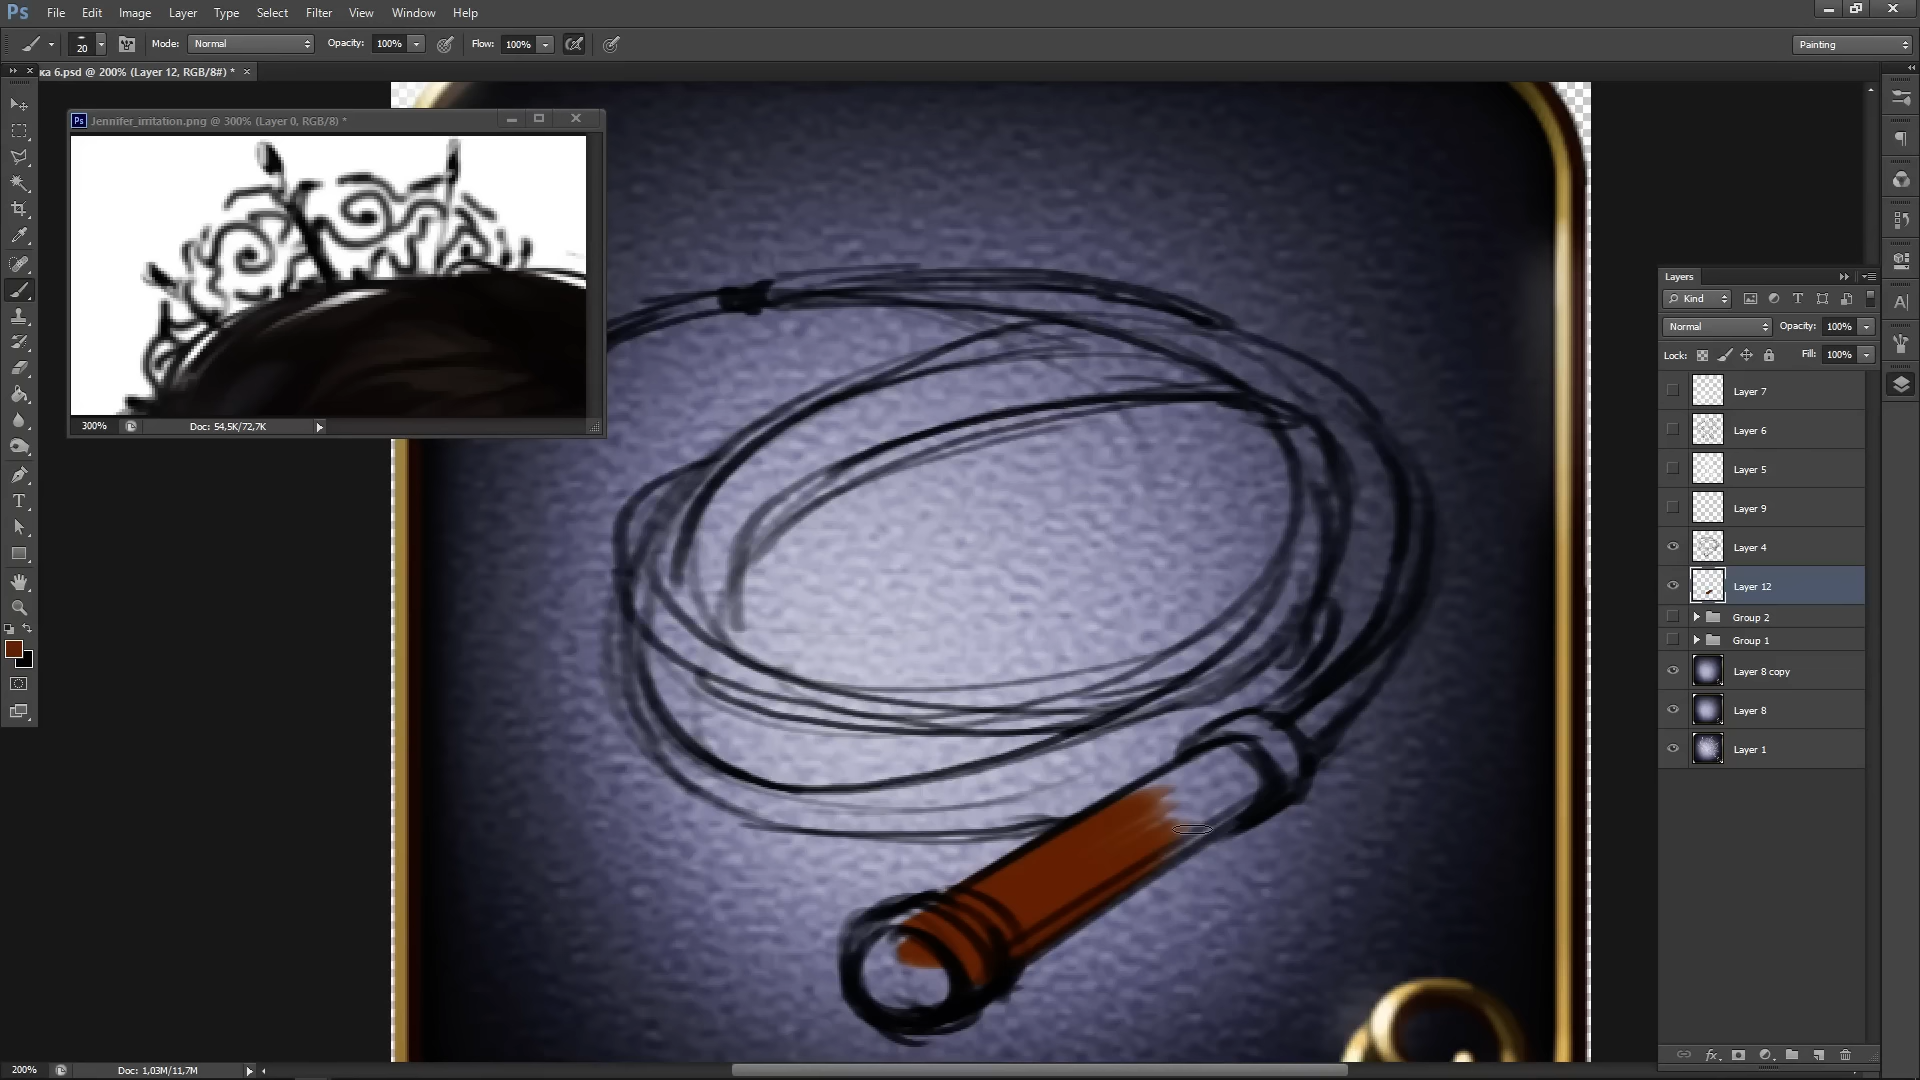 Ps File Edit Image Layer Type Select Filter View Window Help
20 Mode: Normal Opacity: 100% Flow: 100% Painting
ка 6.psd @ 200% (Layer 12, RGB/8#) * ×
Ps Jennifer_irritation.png @ 300% (Layer 0, RGB/8) *
300% Doc: 54,5K/72,7K
Layers
Kind
Normal Opacity: 100%
Lock: Fill: 100%
Layer 7
Layer 6
Layer 5
Layer 9
Layer 4
Layer 12
Group 2
Group 1
Layer 8 copy
Layer 8
Layer 1
200% Doc: 1,03M/11,7M